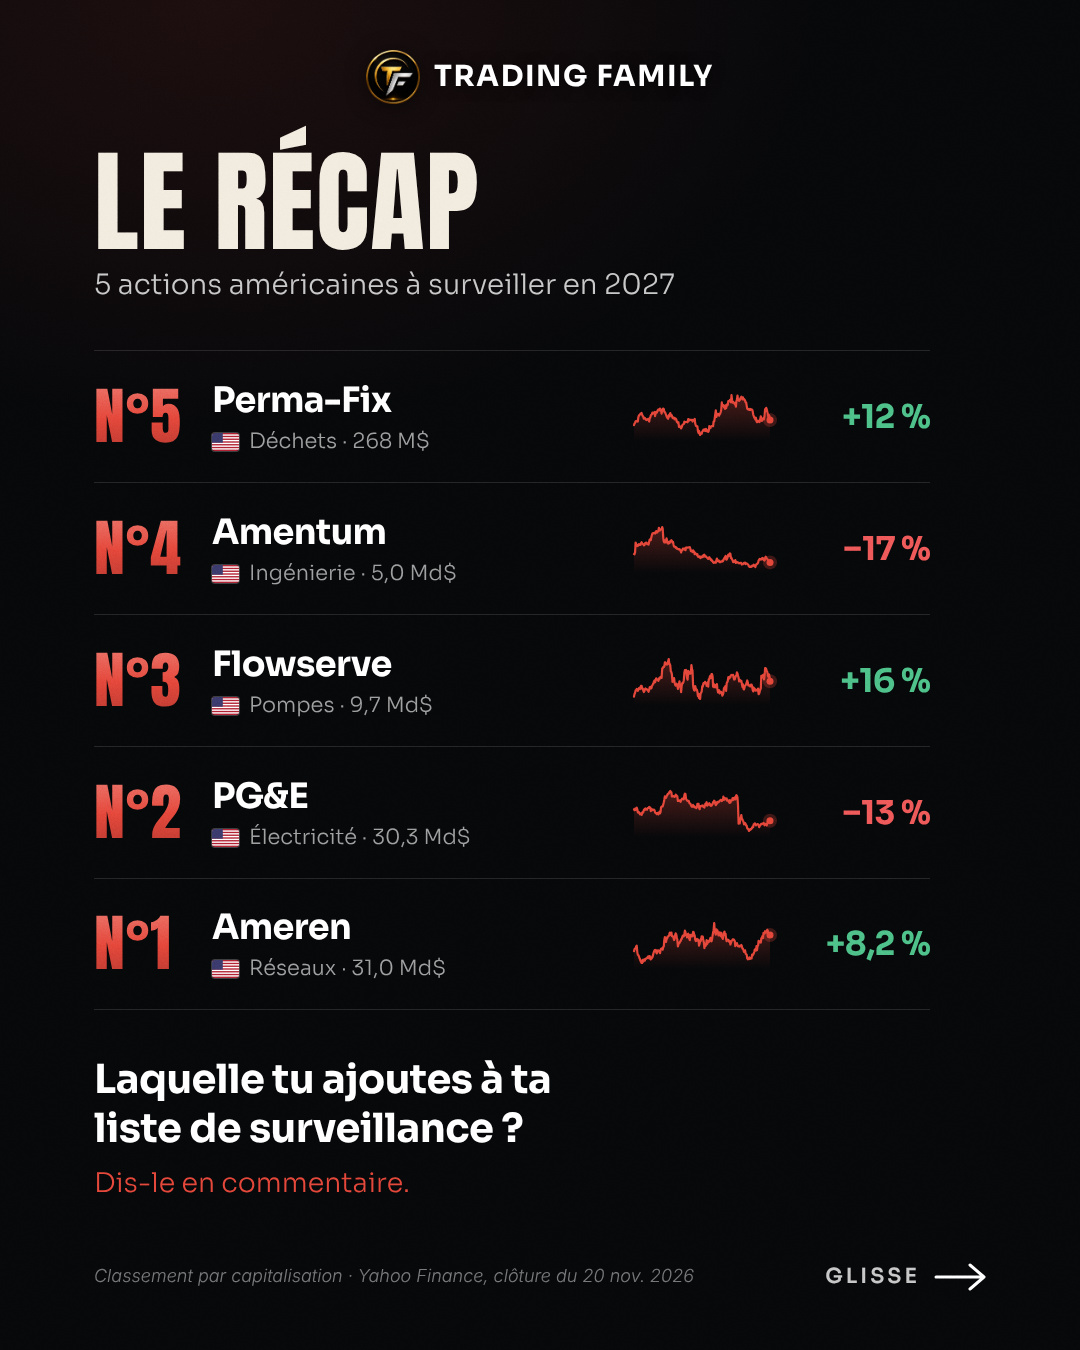 TF TRADING FAMILY
LE RÉCAP
5 actions américaines à surveiller en 2027
N°5 Perma-Fix +12 %
Déchets · 268 M$
N°4 Amentum −17 %
Ingénierie · 5,0 Md$
N°3 Flowserve +16 %
Pompes · 9,7 Md$
N°2 PG&E −13 %
Électricité · 30,3 Md$
N°1 Ameren +8,2 %
Réseaux · 31,0 Md$
Laquelle tu ajoutes à ta
liste de surveillance ?
Dis-le en commentaire.
Classement par capitalisation · Yahoo Finance, clôture du 20 nov. 2026
GLISSE